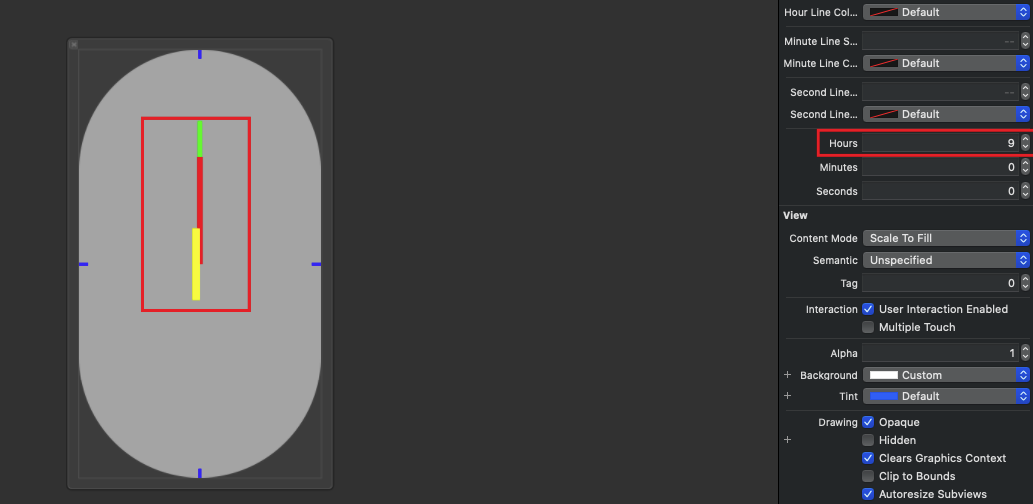 Hour Line Col... Default
Minute Line S... --
Minute Line C... Default
Second Line... --
Second Line... Default
Hours 9
Minutes 0
Seconds 0
View
Content Mode Scale To Fill
Semantic Unspecified
Tag 0
Interaction User Interaction Enabled
Multiple Touch
Alpha 1
+ Background Custom
+ Tint Default
Drawing Opaque
+ Hidden
Clears Graphics Context
Clip to Bounds
Autoresize Subviews